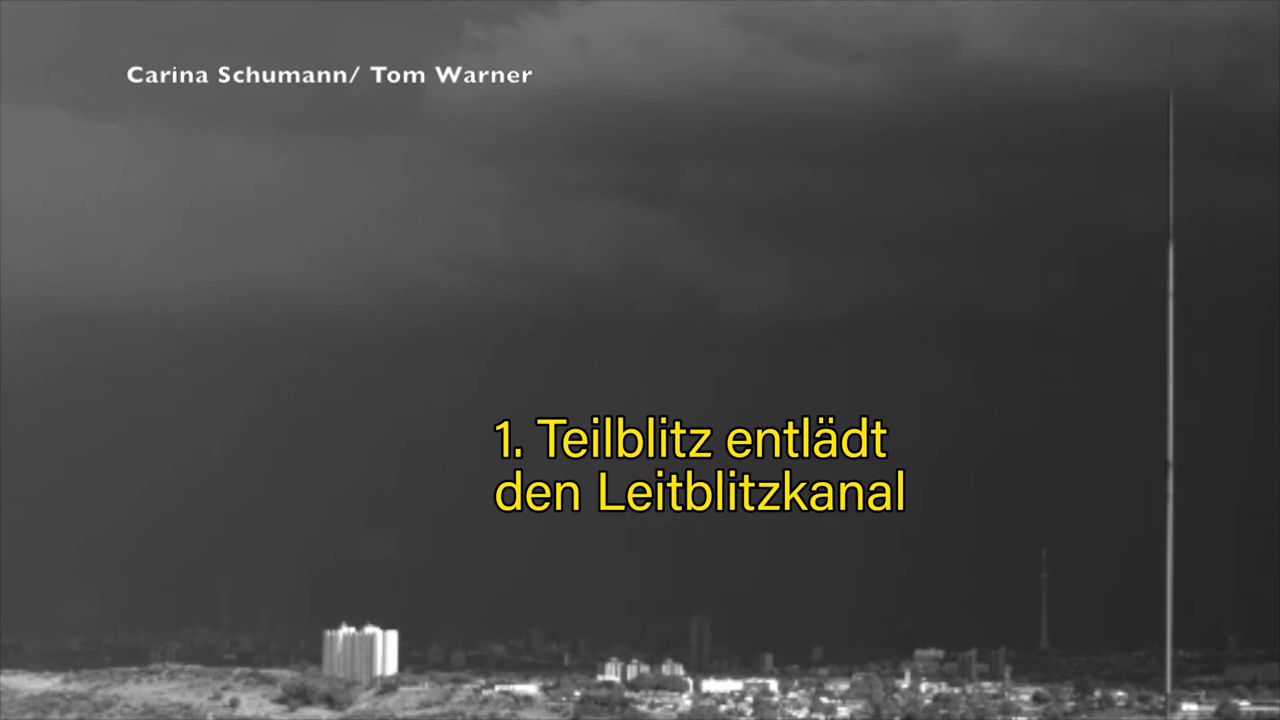 Carina Schumann/ Tom Warner
1. Teilblitz entlädt
den Leitblitzkanal